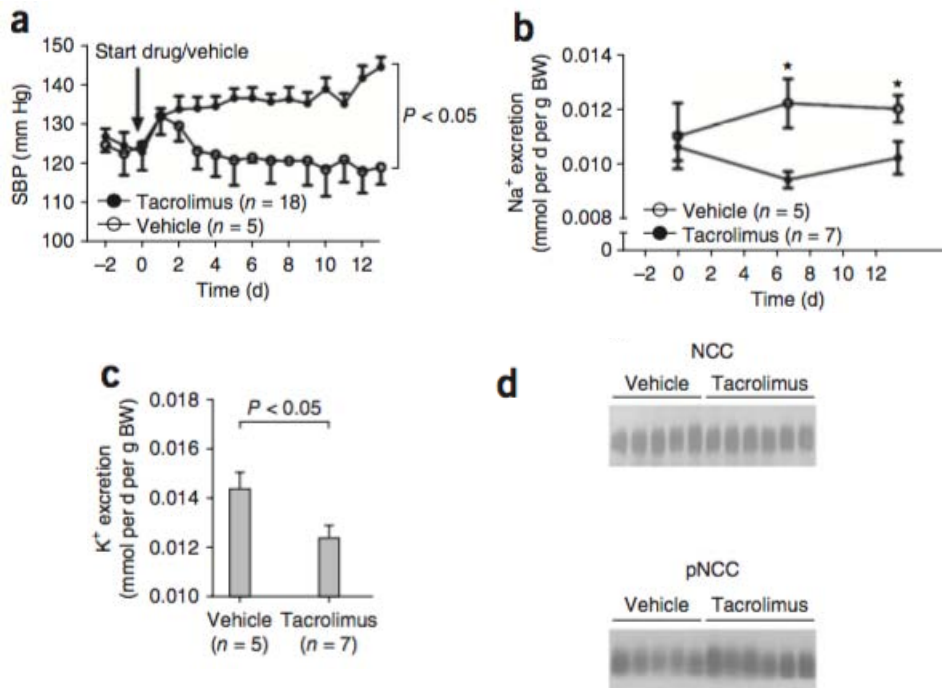 a
Start drug/vehicle
150
140
130
120
110
100
SBP (mm Hg)
P < 0.05
Tacrolimus (n = 18)
Vehicle (n = 5)
−2 0 2 4 6 8 10 12
Time (d)
b
0.014
0.012
0.010
0.008
0
Na+ excretion
(mmol per d per g BW)
★
★
Vehicle (n = 5)
Tacrolimus (n = 7)
−2 0 2 4 6 8 10 12
Time (d)
c
0.018
0.016
0.014
0.012
0.010
K+ excretion
(mmol per d per g BW)
P < 0.05
Vehicle Tacrolimus
(n = 5) (n = 7)
d
NCC
Vehicle Tacrolimus
pNCC
Vehicle Tacrolimus